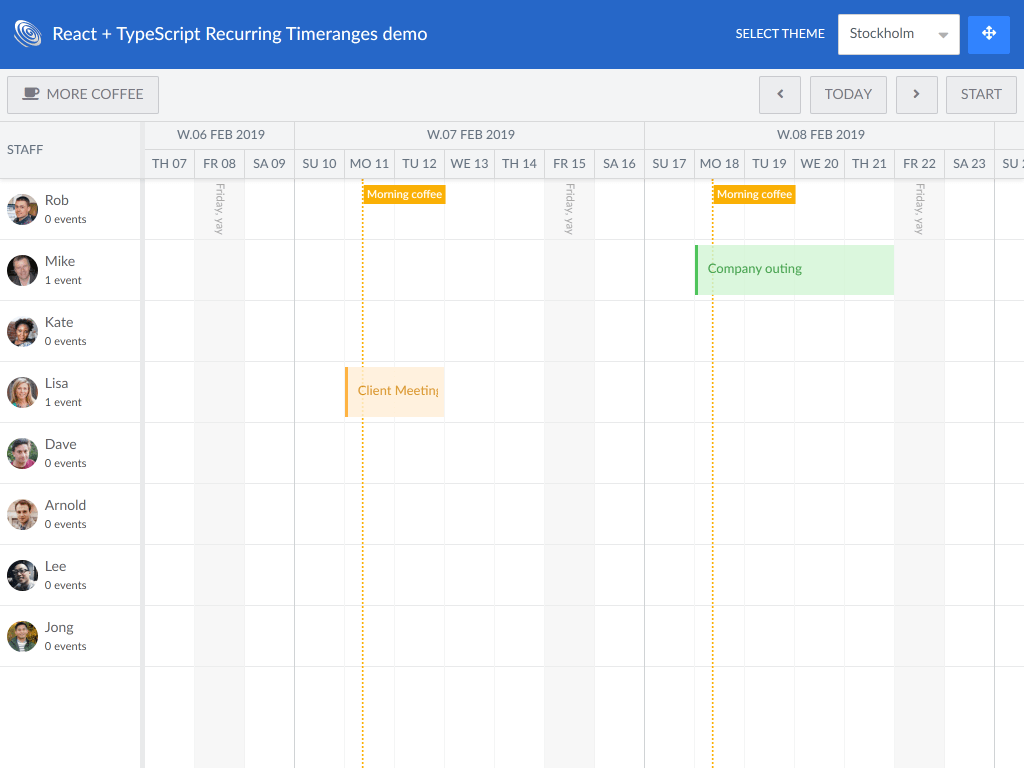 React + TypeScript Recurring Timeranges demo
SELECT THEME
Stockholm
MORE COFFEE
TODAY
START
STAFF
W.06 FEB 2019
W.07 FEB 2019
W.08 FEB 2019
TH 07
FR 08
SA 09
SU 10
MO 11
TU 12
WE 13
TH 14
FR 15
SA 16
SU 17
MO 18
TU 19
WE 20
TH 21
FR 22
SA 23
SU
Rob
0 events
Friday, yay
Morning coffee
Friday, yay
Morning coffee
Friday, yay
Mike
1 event
Company outing
Kate
0 events
Lisa
1 event
Client Meeting
Dave
0 events
Arnold
0 events
Lee
0 events
Jong
0 events